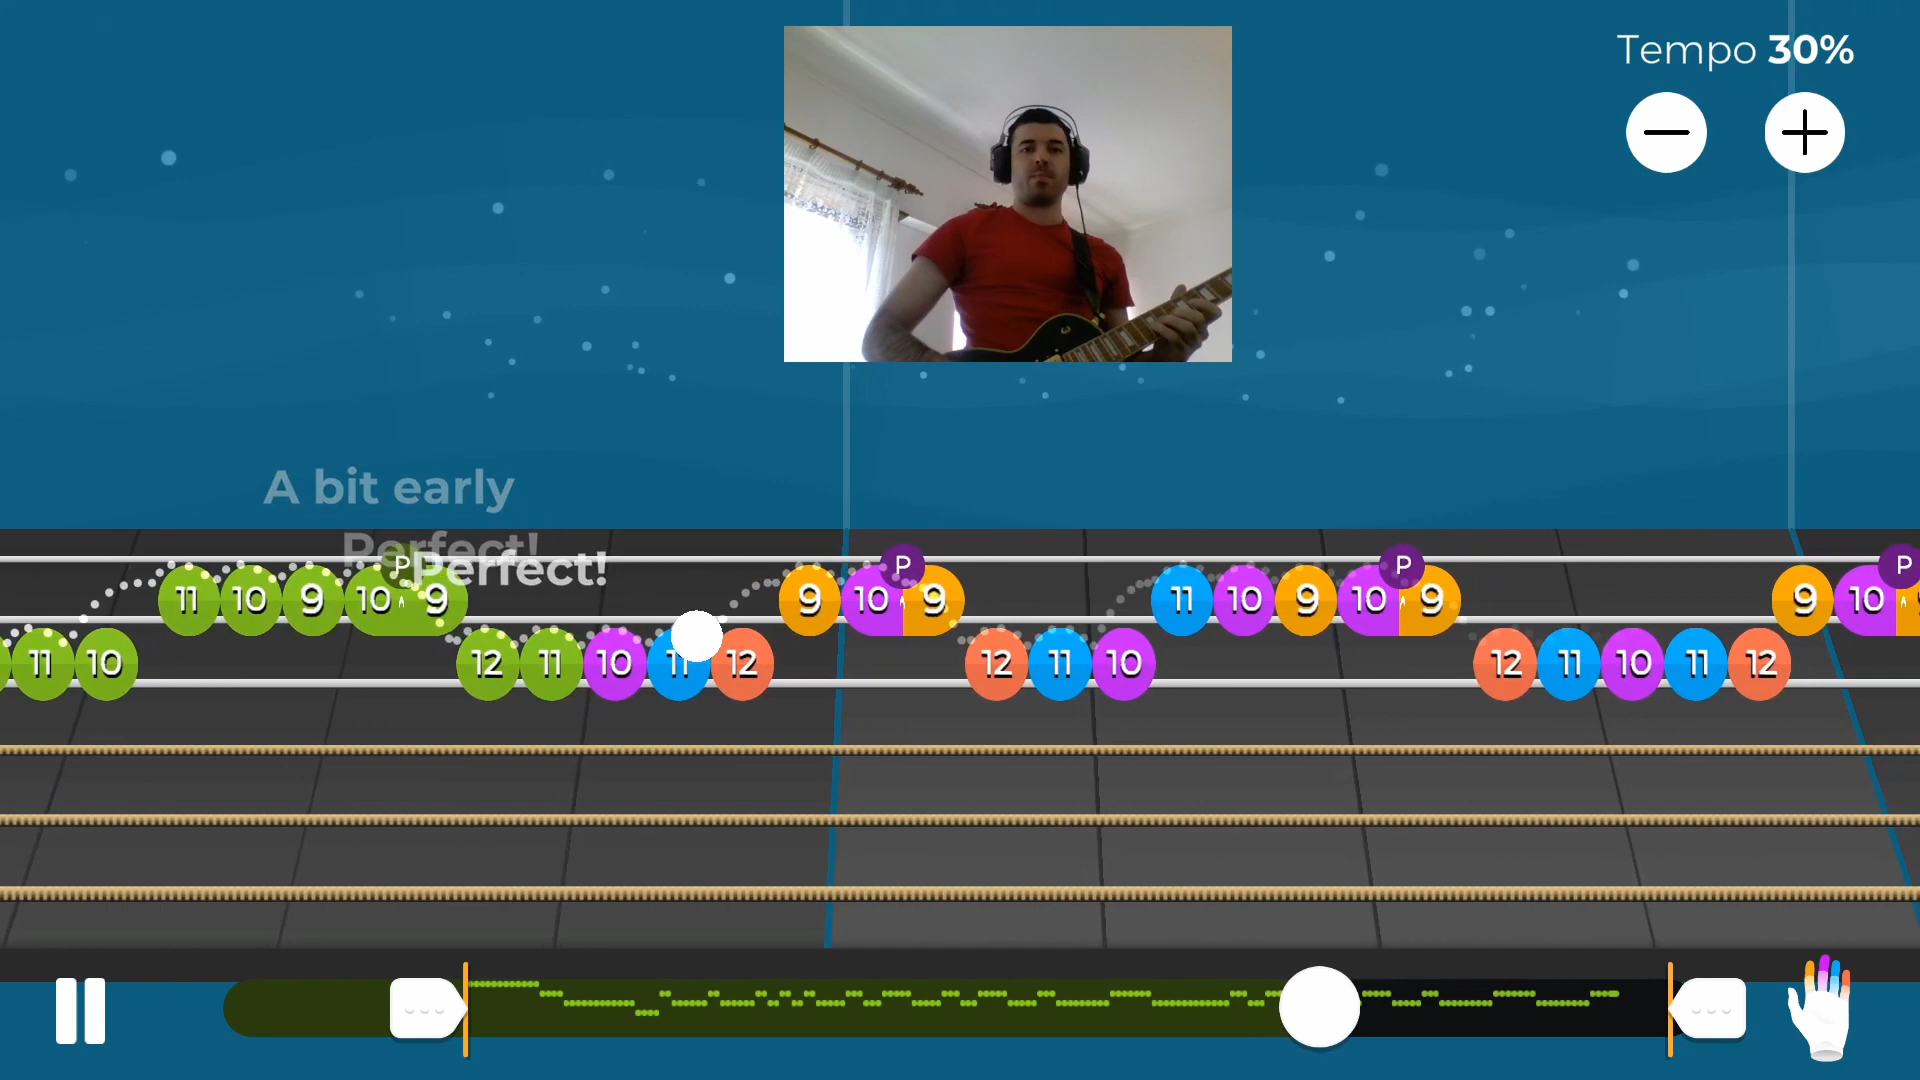 Tempo 30%
A bit early
Perfect!
Perfect!
P P P P
11 10 9 10 9 9 10 9 11 10 9 10 9 9 10
11 10 12 11 10 11 12 12 11 10 12 11 10 11 12